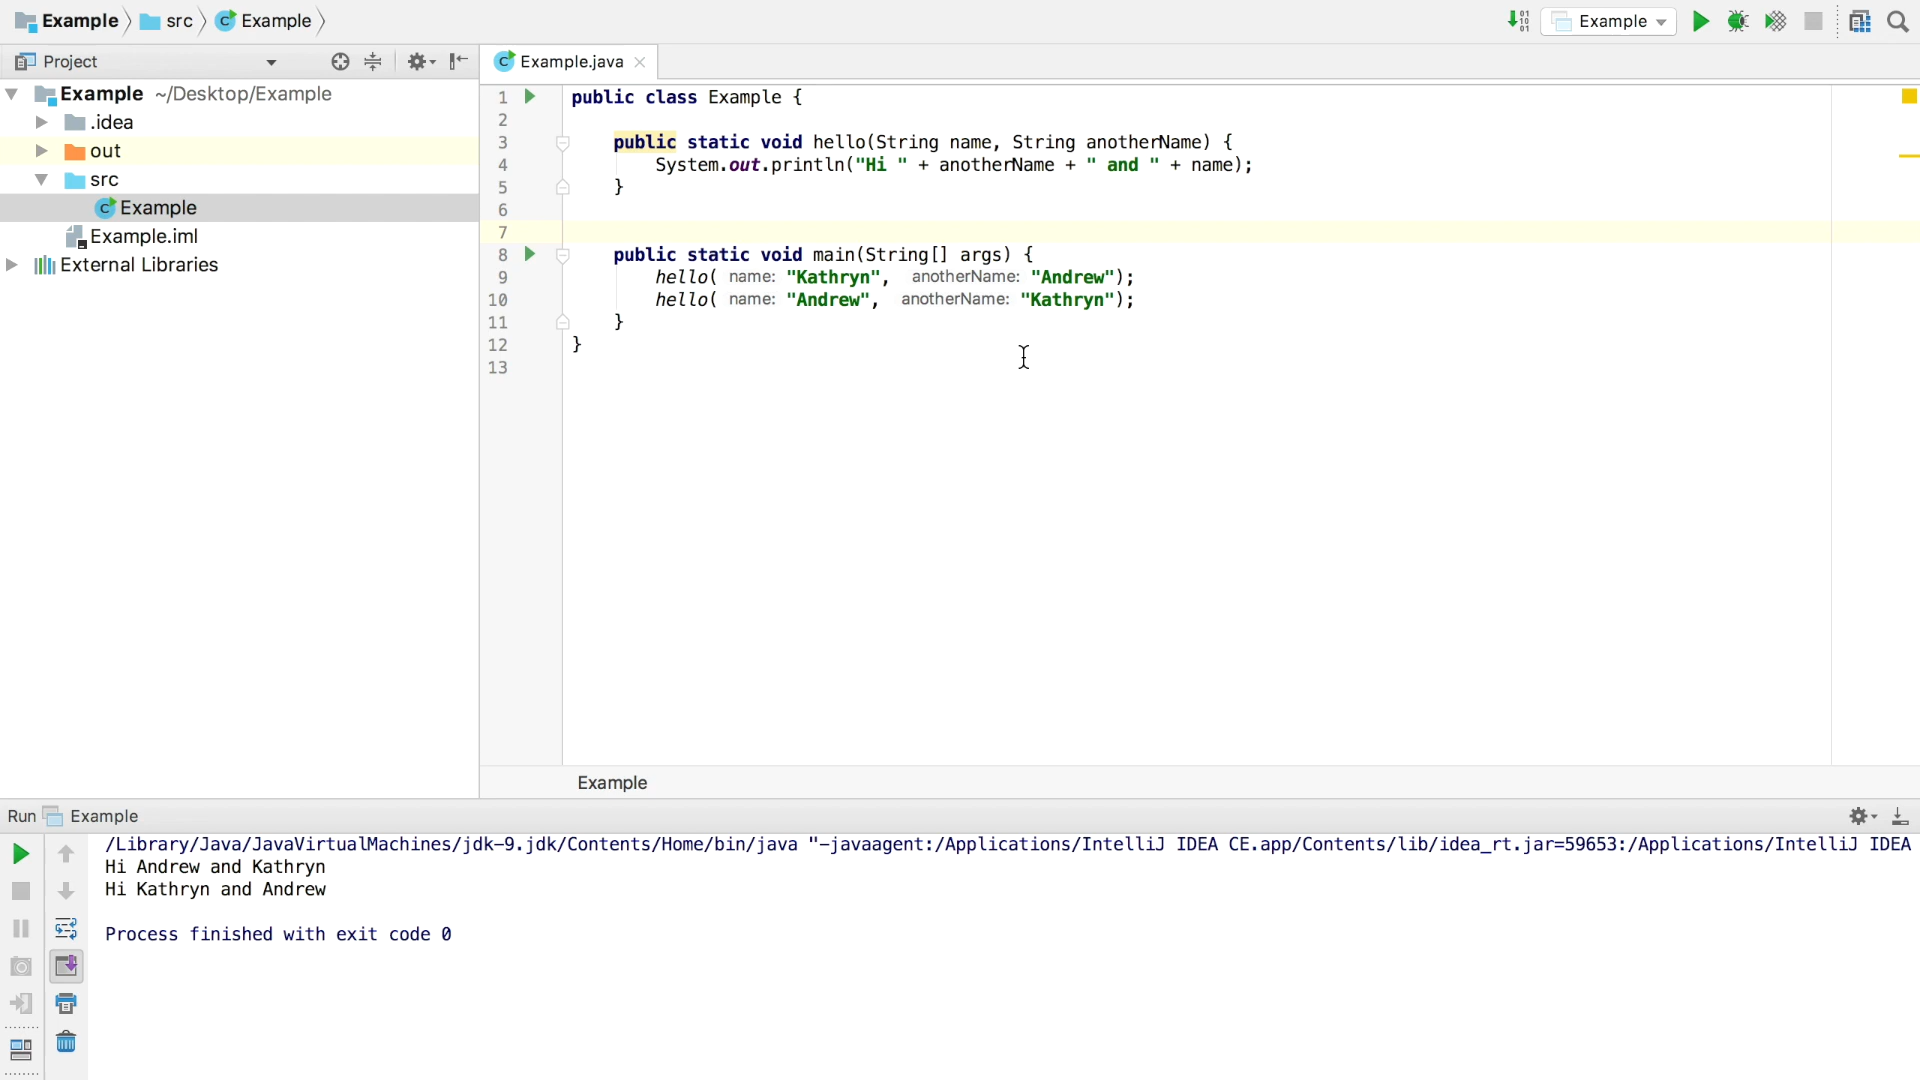 Example src Example
Example
Project
Example.java
Example ~/Desktop/Example
.idea
out
src
Example
Example.iml
External Libraries
1 public class Example {
2
3 public static void hello(String name, String anotherName) {
4 System.out.println("Hi " + anotherName + " and " + name);
5 }
6
7
8 public static void main(String[] args) {
9 hello( name: "Kathryn", anotherName: "Andrew");
10 hello( name: "Andrew", anotherName: "Kathryn");
11 }
12 }
13
Example
Run Example
/Library/Java/JavaVirtualMachines/jdk-9.jdk/Contents/Home/bin/java "-javaagent:/Applications/IntelliJ IDEA CE.app/Contents/lib/idea_rt.jar=59653:/Applications/IntelliJ IDEA
Hi Andrew and Kathryn
Hi Kathryn and Andrew
Process finished with exit code 0